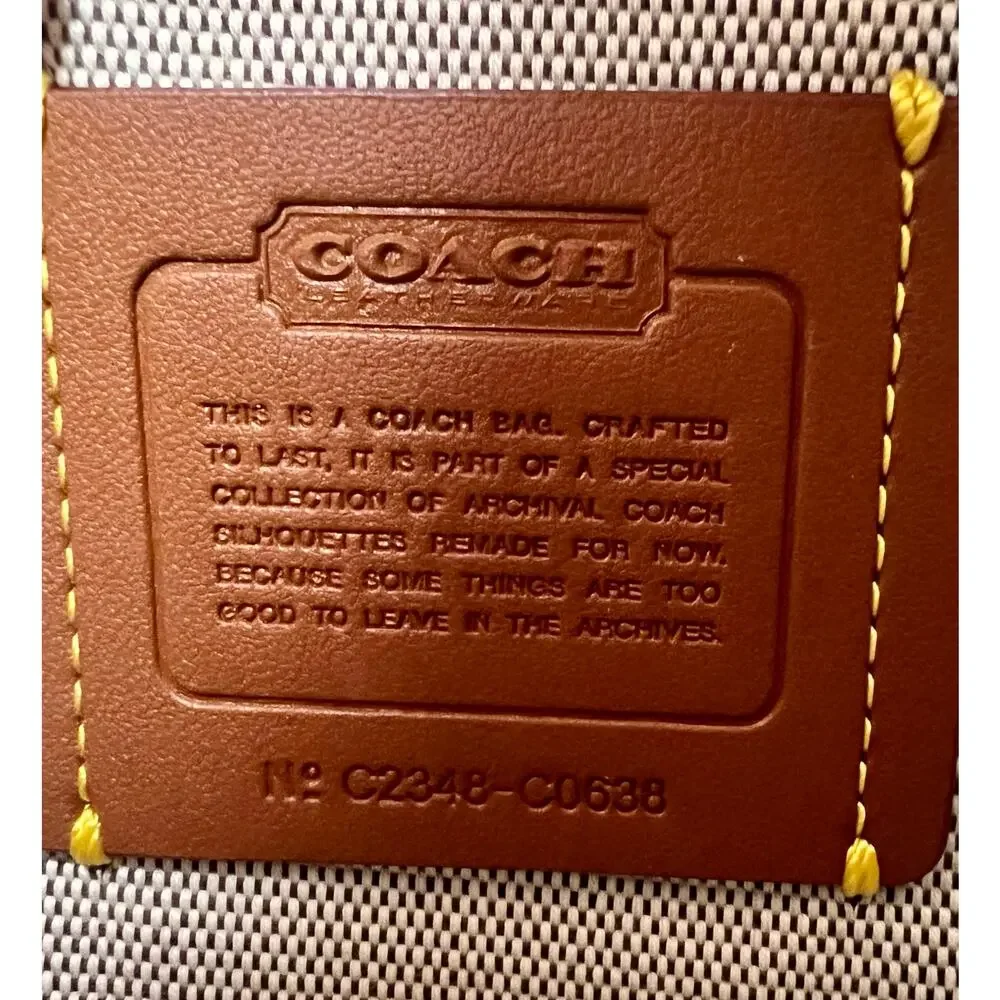 COACH
LEATHERWARE
THIS IS A COACH BAG. CRAFTED
TO LAST, IT IS PART OF A SPECIAL
COLLECTION OF ARCHIVAL COACH
SILHOUETTES REMADE FOR NOW.
BECAUSE SOME THINGS ARE TOO
GOOD TO LEAVE IN THE ARCHIVES.
Nº C2348-C0638